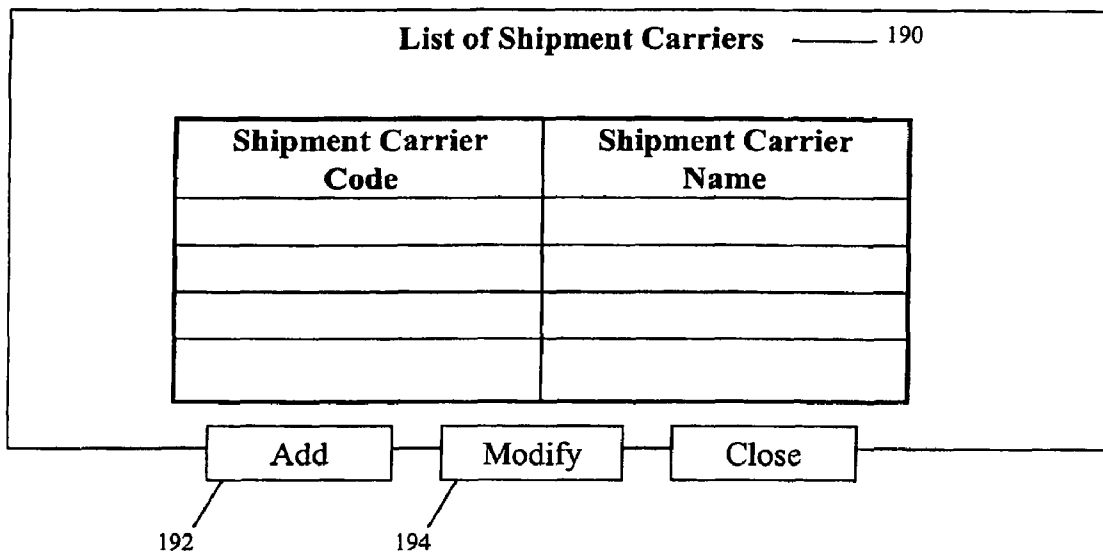 List of Shipment Carriers 190
Shipment Carrier Code
Shipment Carrier Name
Add
Modify
Close
192
194